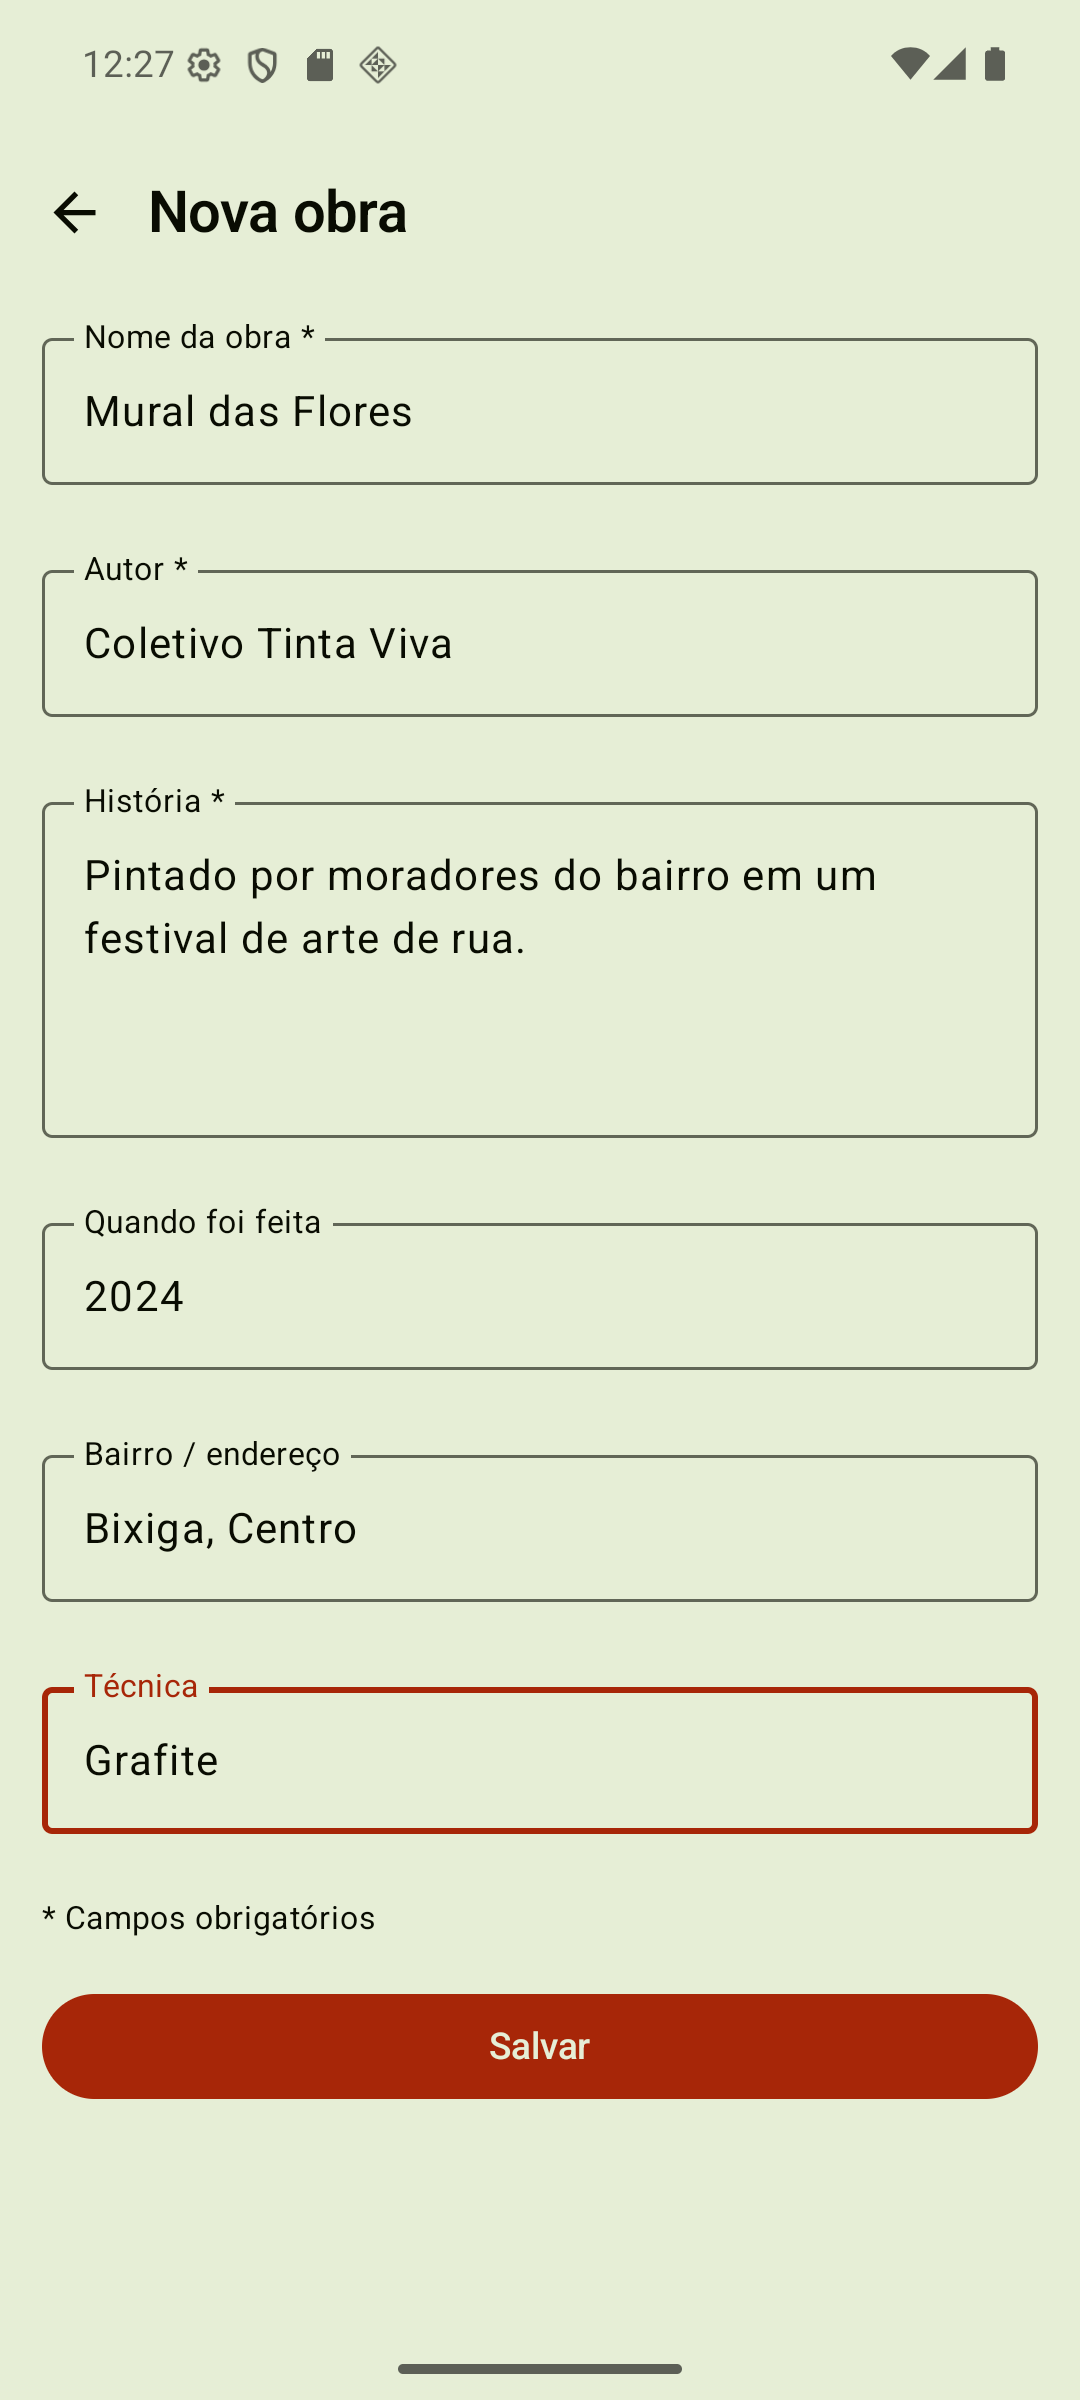 12:27
Nova obra
Nome da obra *
Mural das Flores
Autor *
Coletivo Tinta Viva
História *
Pintado por moradores do bairro em um
festival de arte de rua.
Quando foi feita
2024
Bairro / endereço
Bixiga, Centro
Técnica
Grafite
* Campos obrigatórios
Salvar